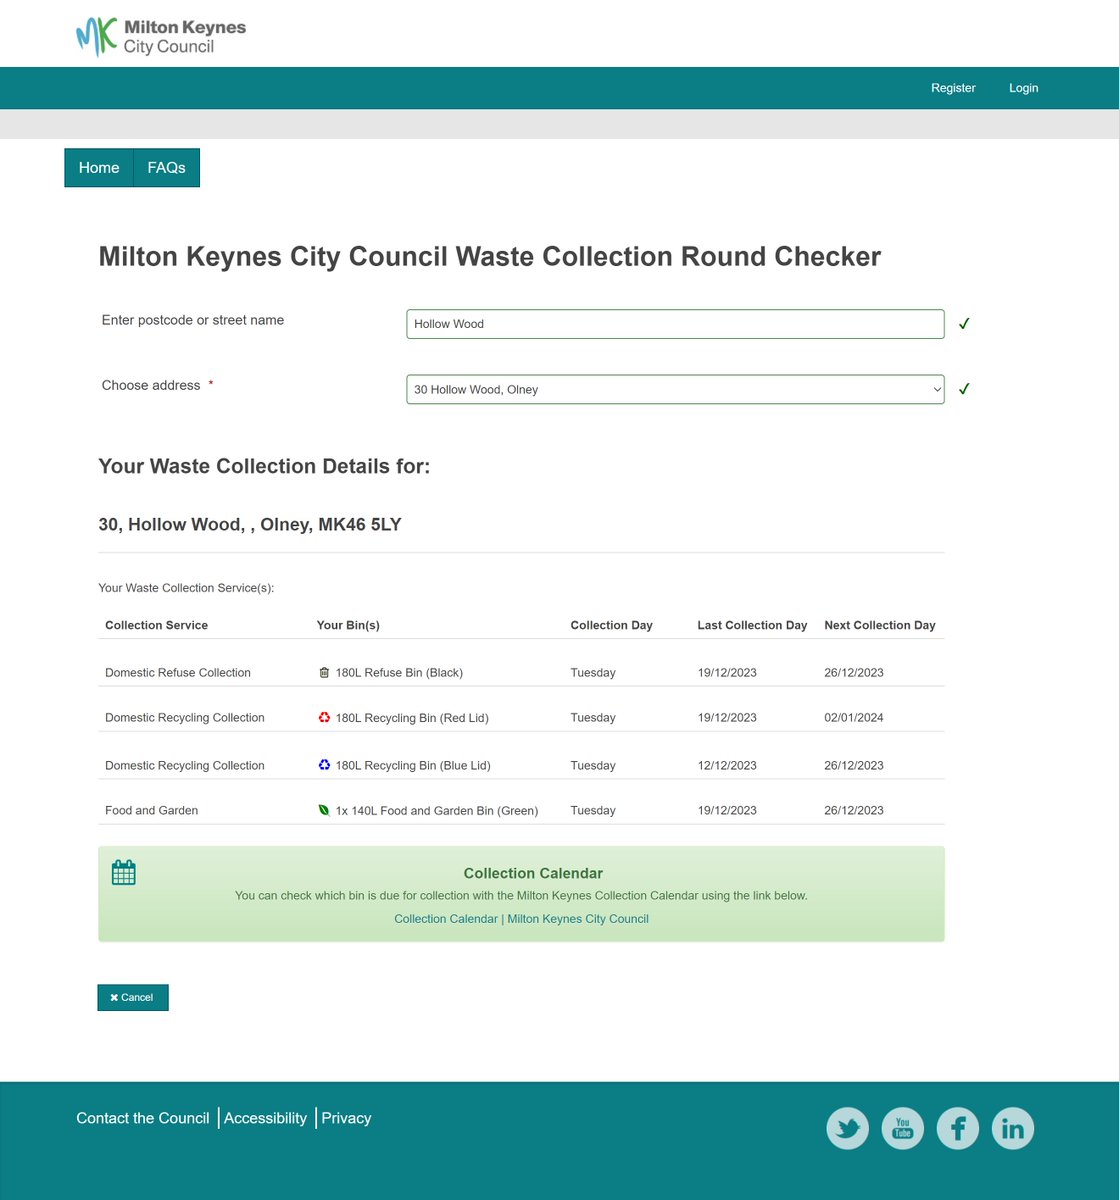 Milton Keynes
City Council
Register Login
Home FAQs
Milton Keynes City Council Waste Collection Round Checker
Enter postcode or street name Hollow Wood
Choose address * 30 Hollow Wood, Olney
Your Waste Collection Details for:
30, Hollow Wood, , Olney, MK46 5LY
Your Waste Collection Service(s):
Collection Service Your Bin(s) Collection Day Last Collection Day Next Collection Day
Domestic Refuse Collection 180L Refuse Bin (Black) Tuesday 19/12/2023 26/12/2023
Domestic Recycling Collection 180L Recycling Bin (Red Lid) Tuesday 19/12/2023 02/01/2024
Domestic Recycling Collection 180L Recycling Bin (Blue Lid) Tuesday 12/12/2023 26/12/2023
Food and Garden 1x 140L Food and Garden Bin (Green) Tuesday 19/12/2023 26/12/2023
Collection Calendar
You can check which bin is due for collection with the Milton Keynes Collection Calendar using the link below.
Collection Calendar | Milton Keynes City Council
Cancel
Contact the Council Accessibility Privacy
You
Tube
f in